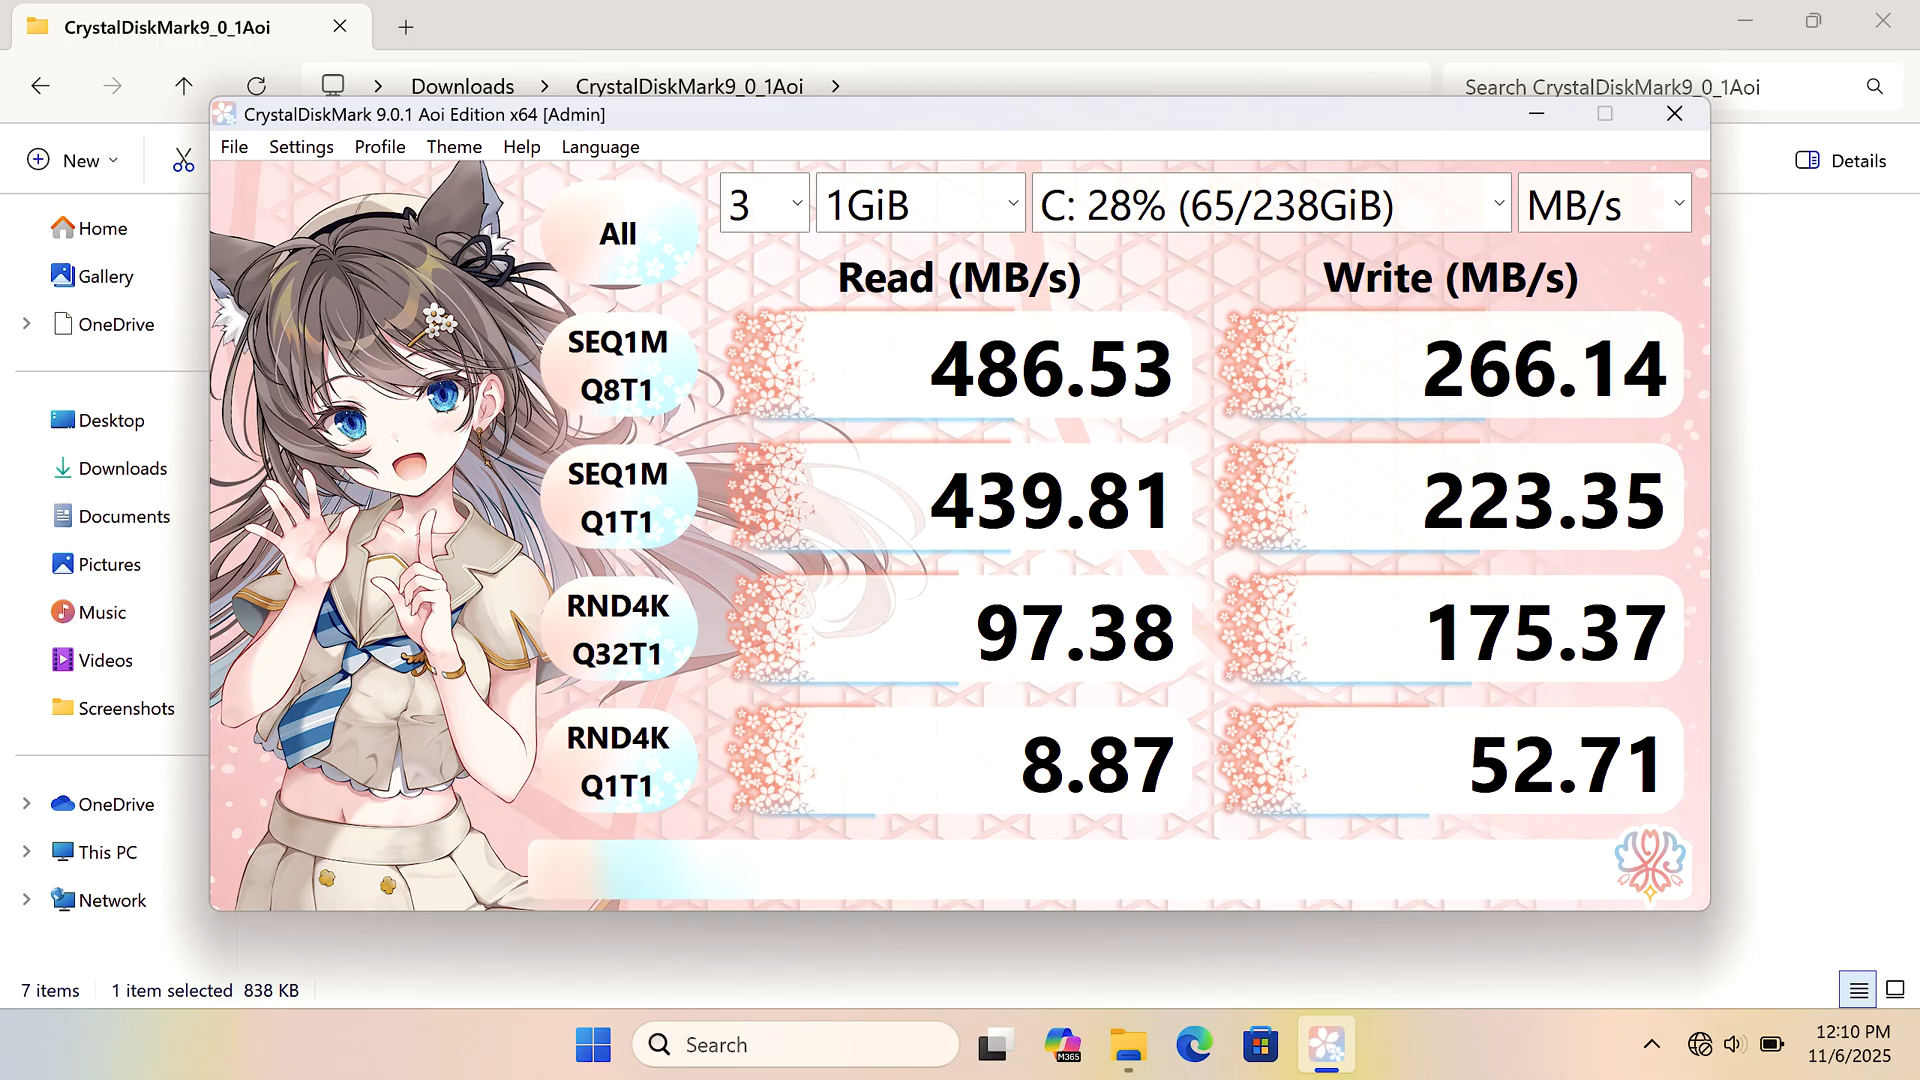 CrystalDiskMark9_0_1Aoi
Downloads
CrystalDiskMark9_0_1Aoi
Search CrystalDiskMark9_0_1Aoi
New
Details
CrystalDiskMark 9.0.1 Aoi Edition x64 [Admin]
File Settings Profile Theme Help Language
All
3
1GiB
C: 28% (65/238GiB)
MB/s
Read (MB/s)
Write (MB/s)
SEQ1M
Q8T1
486.53
266.14
SEQ1M
Q1T1
439.81
223.35
RND4K
Q32T1
97.38
175.37
RND4K
Q1T1
8.87
52.71
Home
Gallery
OneDrive
Desktop
Downloads
Documents
Pictures
Music
Videos
Screenshots
OneDrive
This PC
Network
7 items
1 item selected 838 KB
Search
M365
12:10 PM
11/6/2025